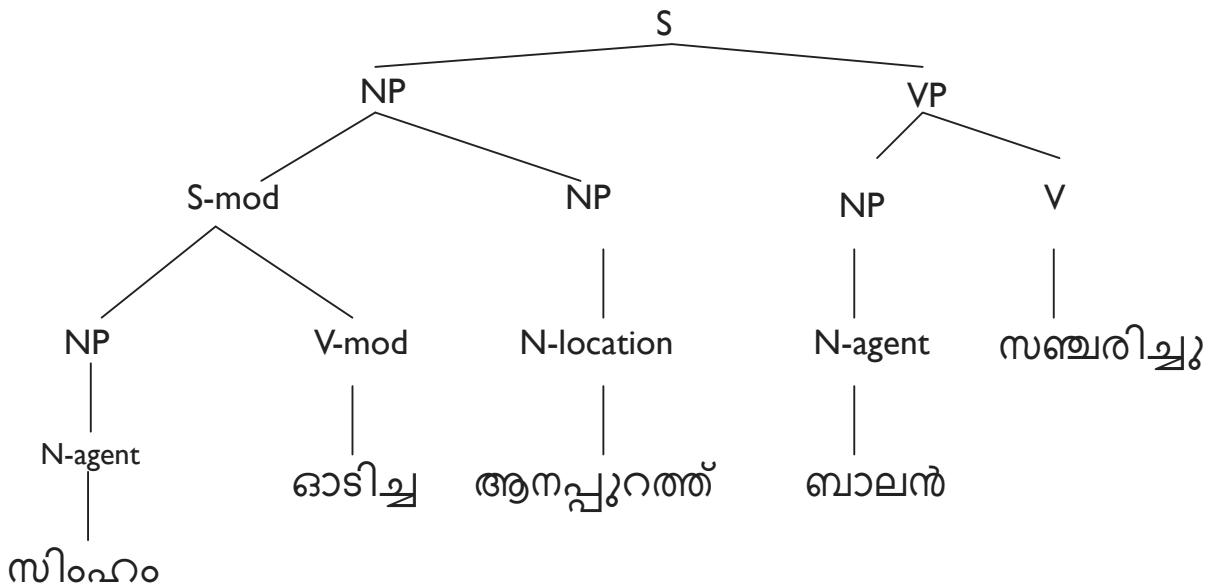 S
NP VP
S-mod NP NP V
NP V-mod N-location N-agent സഞ്ചരിച്ചു
N-agent ഓടിച്ച ആനപ്പുറത്ത് ബാലൻ
സിംഹം